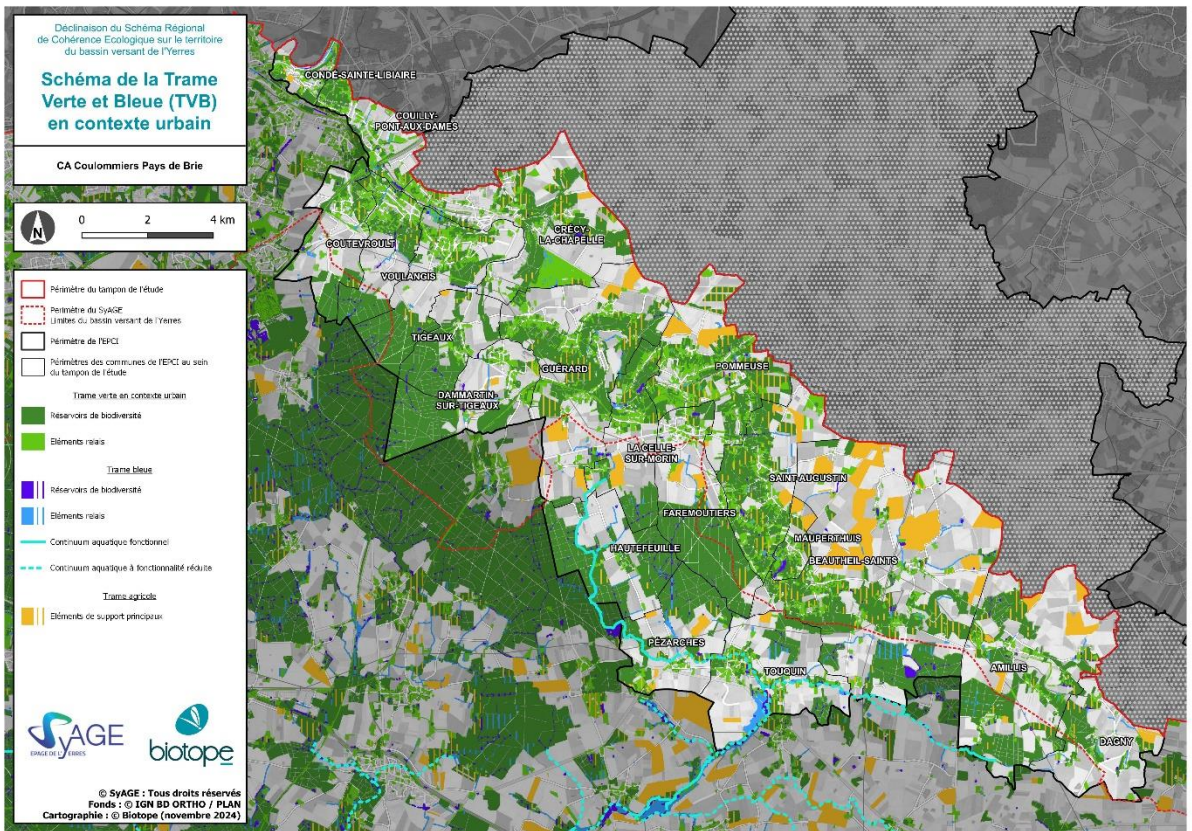 Déclinaison du Schéma Régional
de Cohérence Ecologique sur le territoire
du bassin versant de l'Yerres
Schéma de la Trame
Verte et Bleue (TVB)
en contexte urbain
CA Coulommiers Pays de Brie
N
0 2 4 km
Périmètre du tampon de l'étude
Périmètre du SyAGE
Limites du bassin versant de l'Yerres
Périmètre de l'EPCI
Périmètres des communes de l'EPCI au sein
du tampon de l'étude
Trame verte en contexte urbain
Réservoirs de biodiversité
Eléments relais
Trame bleue
Réservoirs de biodiversité
Eléments relais
Continuum aquatique fonctionnel
Continuum aquatique à fonctionnalité réduite
Trame agricole
Eléments de support principaux
SyAGE
EPAGE DE L'YERRES
biotope
© SyAGE : Tous droits réservés
Fonds : © IGN BD ORTHO / PLAN
Cartographie : © Biotope (novembre 2024)
CONDÉ-SAINTE-LIBIAIRE
COUILLY-
PONT-AUX-DAMES
CRÉCY-
LA-CHAPELLE
COUTEVROULT
VOULANGIS
TIGEAUX
GUÉRARD
POMMEUSE
DAMMARTIN-
SUR-TIGEAUX
LA CELLE-
SUR-MORIN
SAINT-AUGUSTIN
FAREMOUTIERS
MAUPERTHUIS
HAUTEFEUILLE
BEAUTHEIL-SAINTS
PÉZARCHES
TOUQUIN
AMILLIS
DAGNY